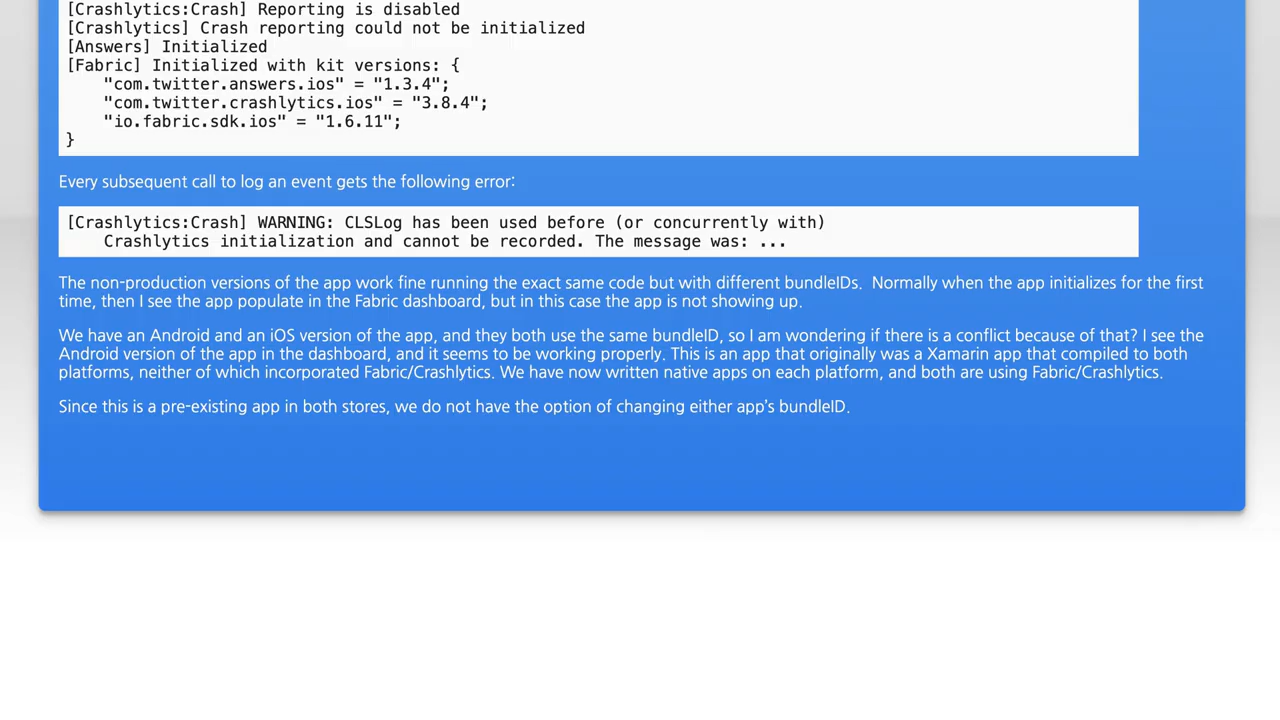 [Crashlytics:Crash] Reporting is disabled
[Crashlytics] Crash reporting could not be initialized
[Answers] Initialized
[Fabric] Initialized with kit versions: {
    "com.twitter.answers.ios" = "1.3.4";
    "com.twitter.crashlytics.ios" = "3.8.4";
    "io.fabric.sdk.ios" = "1.6.11";
}
Every subsequent call to log an event gets the following error:
[Crashlytics:Crash] WARNING: CLSLog has been used before (or concurrently with)
    Crashlytics initialization and cannot be recorded. The message was: ...
The non-production versions of the app work fine running the exact same code but with different bundleIDs.  Normally when the app initializes for the first
time, then I see the app populate in the Fabric dashboard, but in this case the app is not showing up.
We have an Android and an iOS version of the app, and they both use the same bundleID, so I am wondering if there is a conflict because of that? I see the
Android version of the app in the dashboard, and it seems to be working properly. This is an app that originally was a Xamarin app that compiled to both
platforms, neither of which incorporated Fabric/Crashlytics. We have now written native apps on each platform, and both are using Fabric/Crashlytics.
Since this is a pre-existing app in both stores, we do not have the option of changing either app's bundleID.